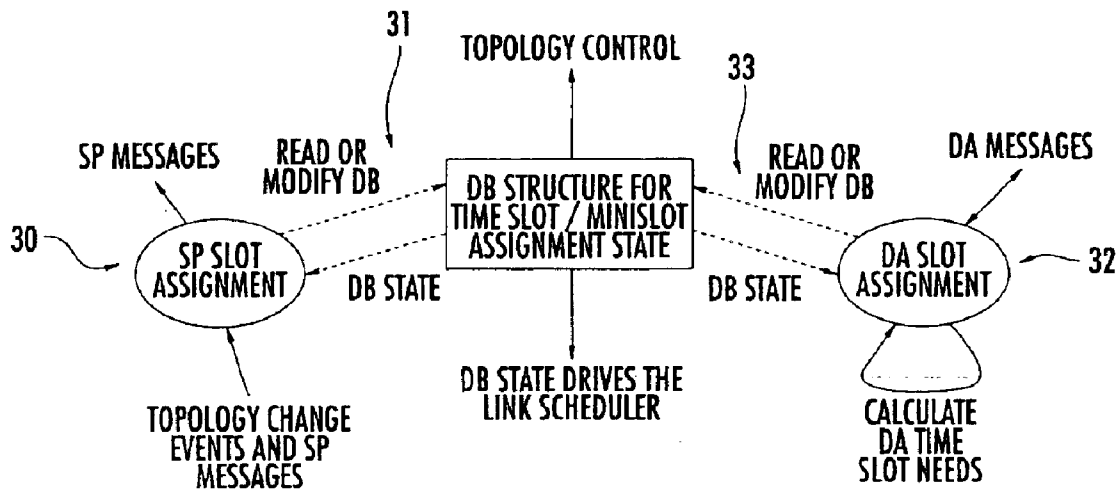 31
TOPOLOGY CONTROL
33
SP MESSAGES
READ OR
MODIFY DB
READ OR
MODIFY DB
DA MESSAGES
30
SP SLOT
ASSIGNMENT
DB STRUCTURE FOR
TIME SLOT / MINISLOT
ASSIGNMENT STATE
DA SLOT
ASSIGNMENT
32
DB STATE
DB STATE
TOPOLOGY CHANGE
EVENTS AND SP
MESSAGES
DB STATE DRIVES THE
LINK SCHEDULER
CALCULATE
DA TIME
SLOT NEEDS